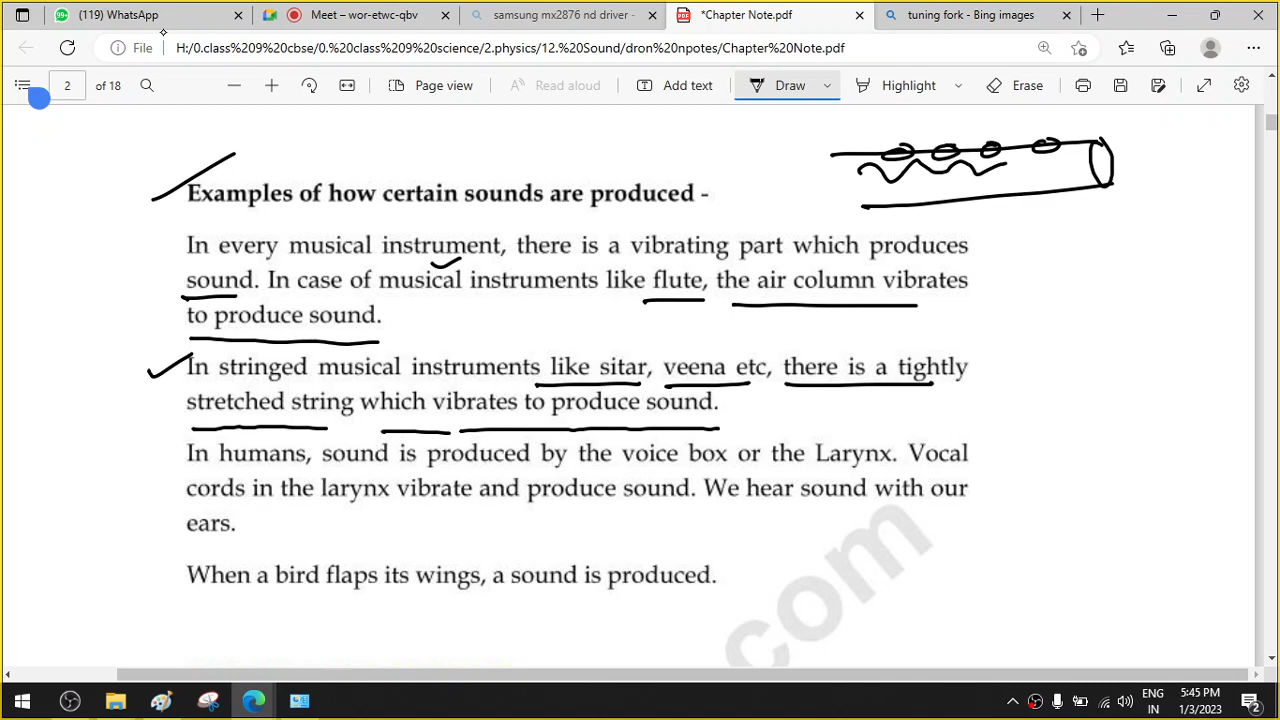 (119) WhatsApp
Meet – wor-etwc-qbv
samsung mx2876 nd driver -
*Chapter Note.pdf
tuning fork - Bing images
File
H:/0.class%209%20cbse/0.%20class%209%20science/2.physics/12.%20Sound/dron%20npotes/Chapter%20Note.pdf
2 of 18
Page view
Read aloud
Add text
Draw
Highlight
Erase
Examples of how certain sounds are produced -
In every musical instrument, there is a vibrating part which produces
sound. In case of musical instruments like flute, the air column vibrates
to produce sound.
In stringed musical instruments like sitar, veena etc, there is a tightly
stretched string which vibrates to produce sound.
In humans, sound is produced by the voice box or the Larynx. Vocal
cords in the larynx vibrate and produce sound. We hear sound with our
ears.
When a bird flaps its wings, a sound is produced.
com
ENG
IN
5:45 PM
1/3/2023
2